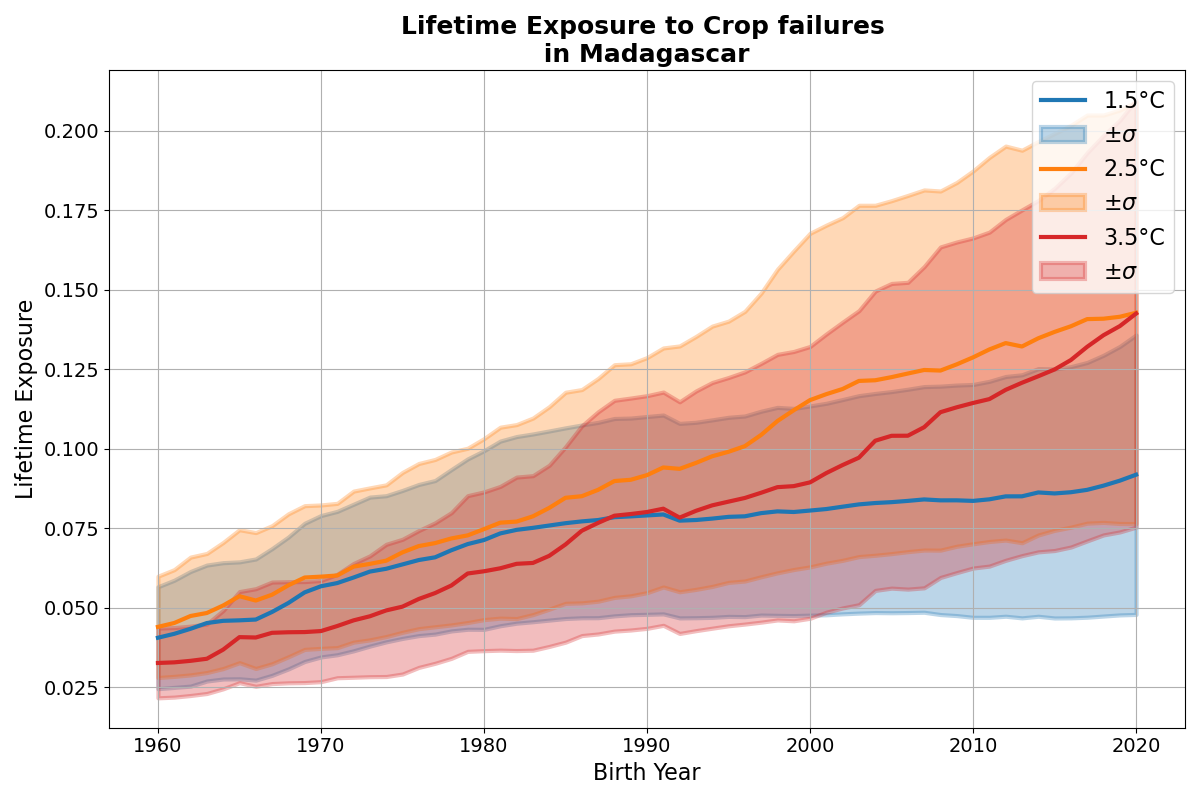 Lifetime Exposure to Crop failures
in Madagascar
1.5°C
±σ
2.5°C
±σ
3.5°C
±σ
Lifetime Exposure
0.200
0.175
0.150
0.125
0.100
0.075
0.050
0.025
1960 1970 1980 1990 2000 2010 2020
Birth Year